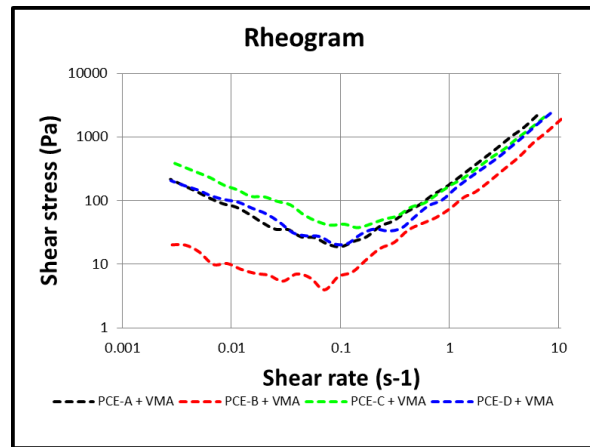 Rheogram
10000
1000
100
10
1
Shear stress (Pa)
0.001 0.01 0.1 1 10
Shear rate (s-1)
PCE-A + VMA PCE-B + VMA PCE-C + VMA PCE-D + VMA